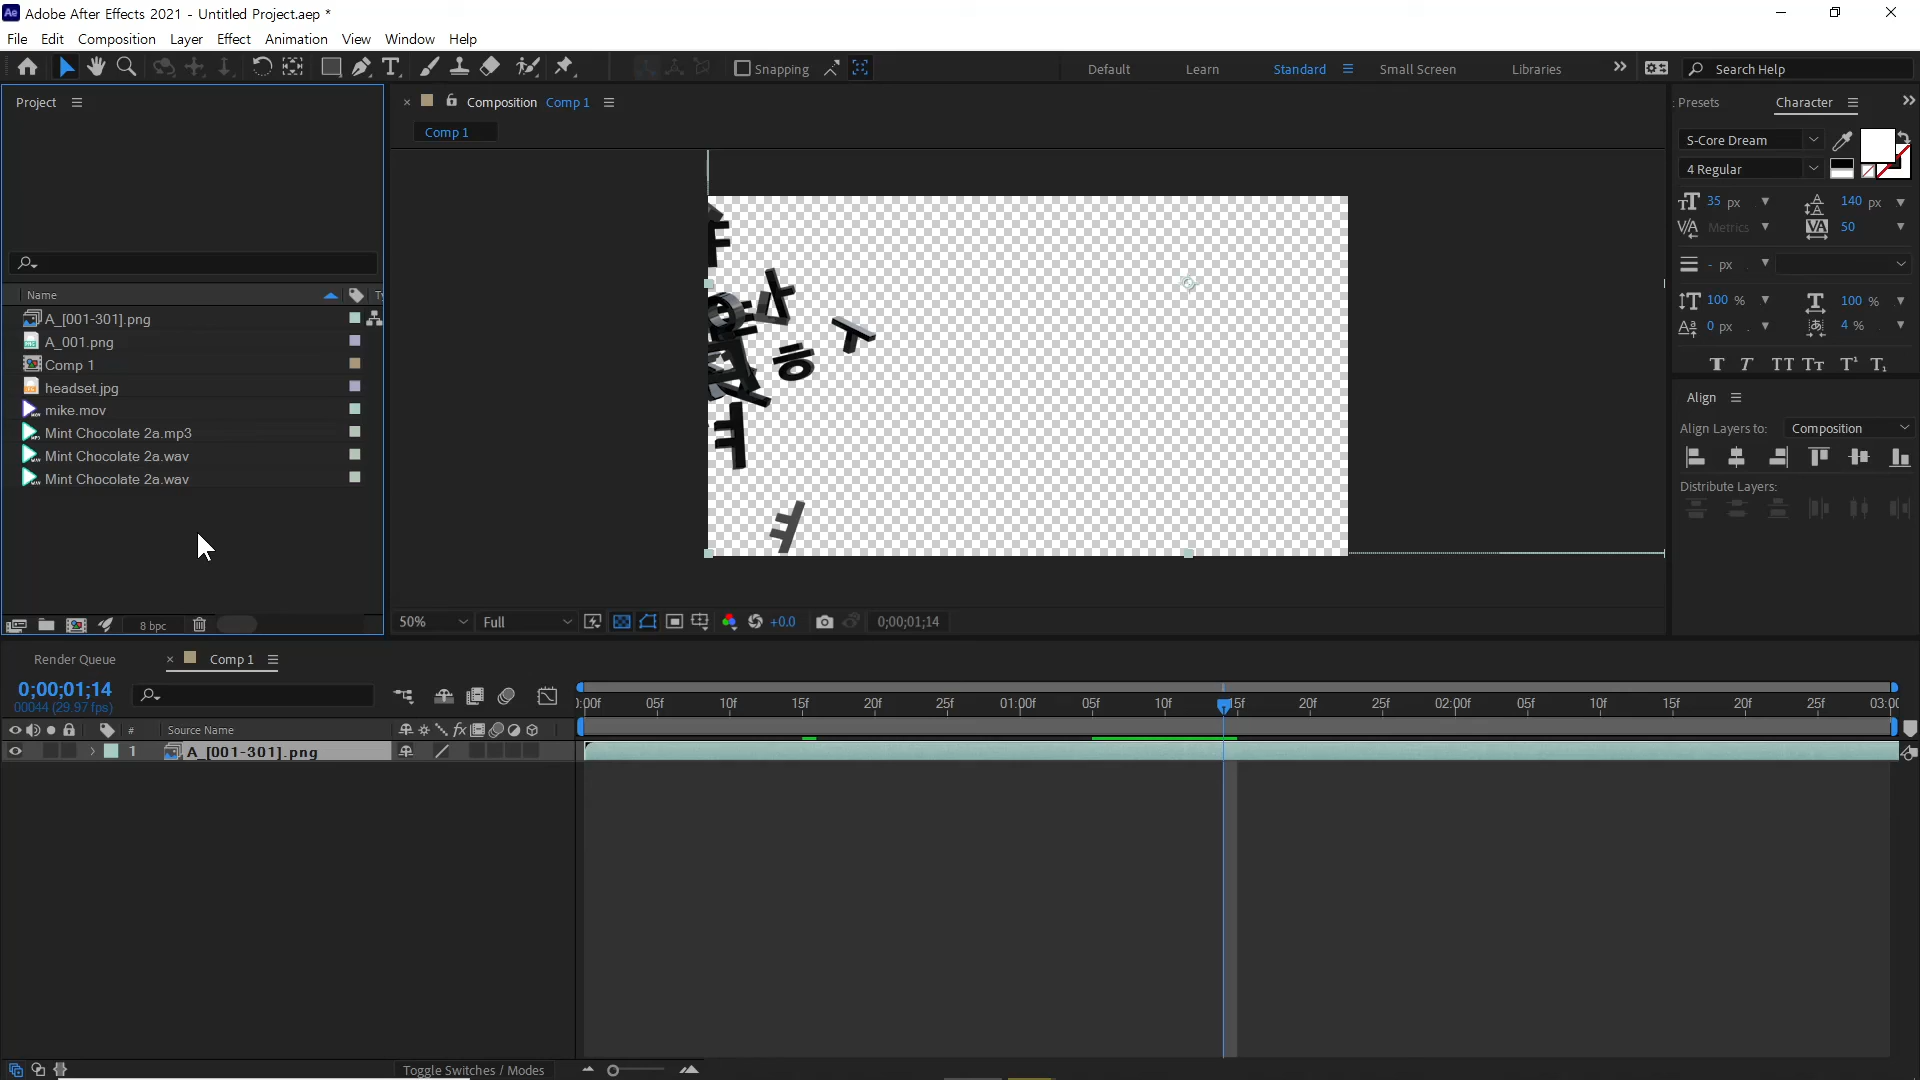 Adobe After Effects 2021 - Untitled Project.aep *
File Edit Composition Layer Effect Animation View Window Help
Snapping
Default Learn Standard Small Screen Libraries
Search Help
Project
Composition Comp 1
Presets Character
Comp 1
S-Core Dream
4 Regular
35 px 140 px
Metrics 50
- px
Name
A_[001-301].png
A_001.png
Comp 1
headset.jpg
mike.mov
Mint Chocolate 2a.mp3
Mint Chocolate 2a.wav
Mint Chocolate 2a.wav
100 % 100 %
0 px 4 %
Align
Align Layers to: Composition
Distribute Layers:
8 bpc
50% Full +0.0 0;00;01;14
Render Queue Comp 1
0;00;01;14
00044 (29.97 fps)
:00f 05f 10f 15f 20f 25f 01:00f 05f 10f 15f 20f 25f 02:00f 05f 10f 15f 20f 25f 03:00
# Source Name
1 A_[001-301].png
Toggle Switches / Modes